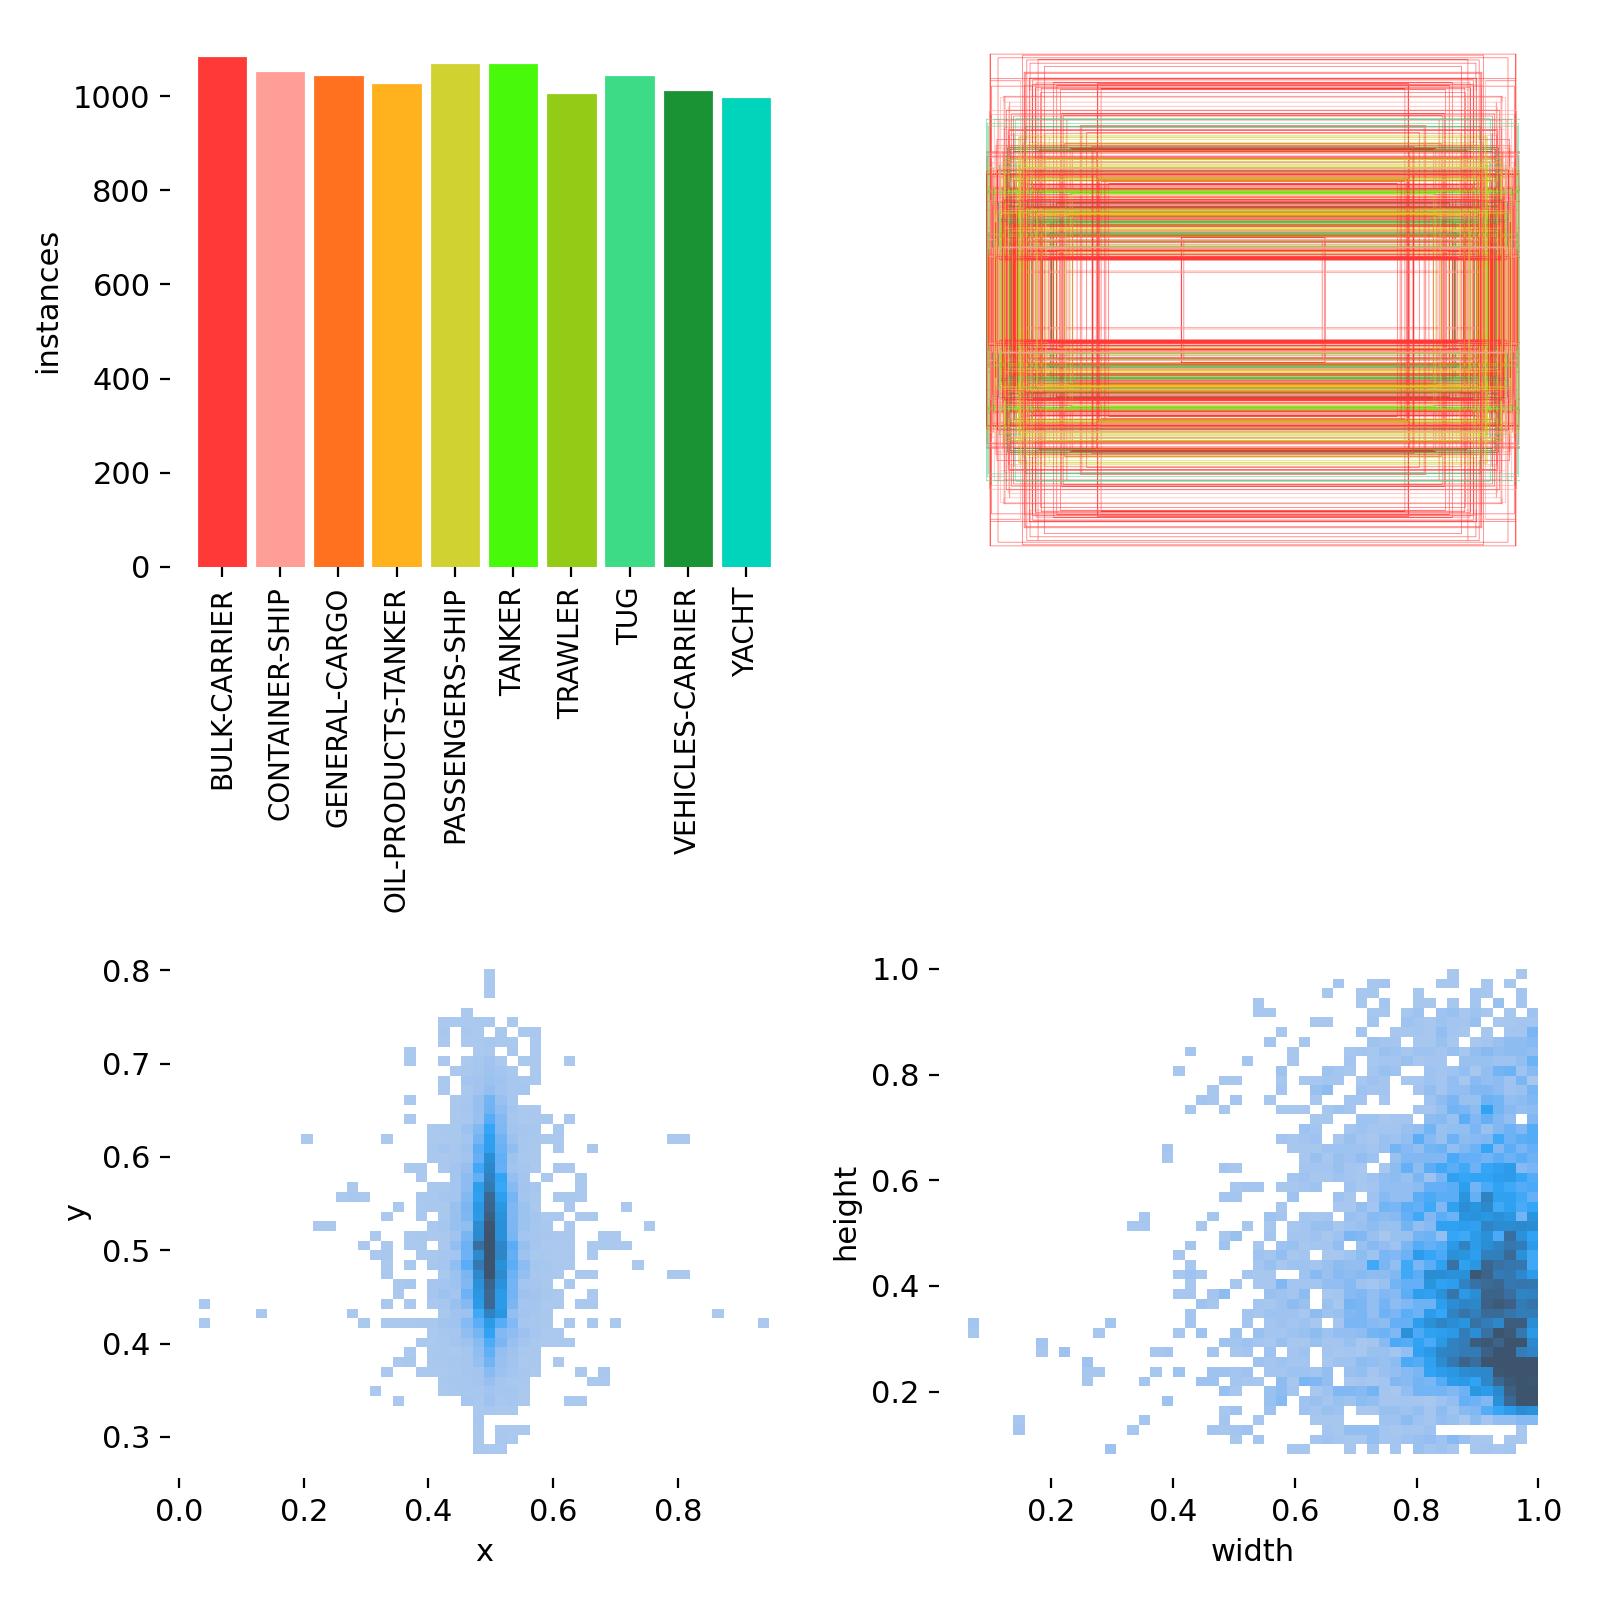 instances
1000
800
600
400
200
0
BULK-CARRIER
CONTAINER-SHIP
GENERAL-CARGO
OIL-PRODUCTS-TANKER
PASSENGERS-SHIP
TANKER
TRAWLER
TUG
VEHICLES-CARRIER
YACHT
y
0.8
0.7
0.6
0.5
0.4
0.3
0.0 0.2 0.4 0.6 0.8
x
height
1.0
0.8
0.6
0.4
0.2
0.2 0.4 0.6 0.8 1.0
width